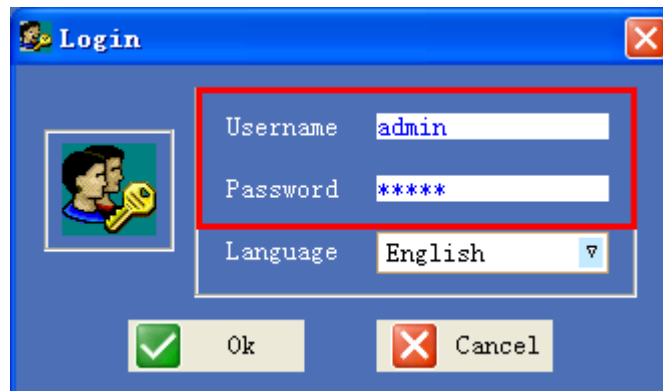 Login
Username admin
Password *****
Language English
Ok Cancel